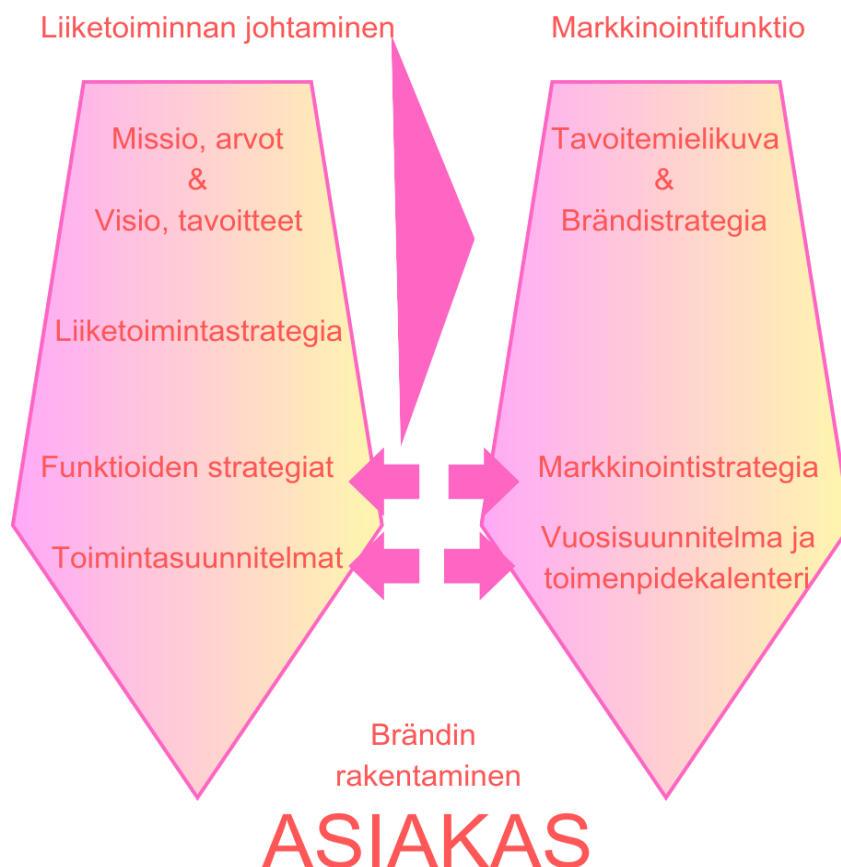 Liiketoiminnan johtaminen
Markkinointifunktio
Missio, arvot
&
Visio, tavoitteet
Liiketoimintastrategia
Funktioiden strategiat
Toimintasuunnitelmat
Tavoitemielikuva
&
Brändistrategia
Markkinointistrategia
Vuosisuunnitelma ja
toimenpidekalenteri
Brändin
rakentaminen
ASIAKAS